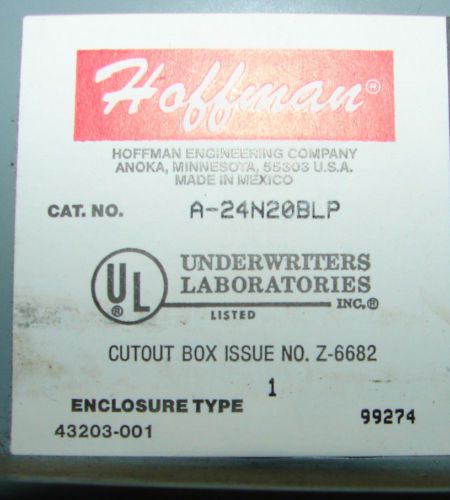 Hoffman®
HOFFMAN ENGINEERING COMPANY
ANOKA, MINNESOTA, 55303 U.S.A.
MADE IN MEXICO
CAT. NO. A-24N20BLP
UL
UNDERWRITERS
LABORATORIES
INC.®
LISTED
CUTOUT BOX ISSUE NO. Z-6682
ENCLOSURE TYPE 1
43203-001 99274